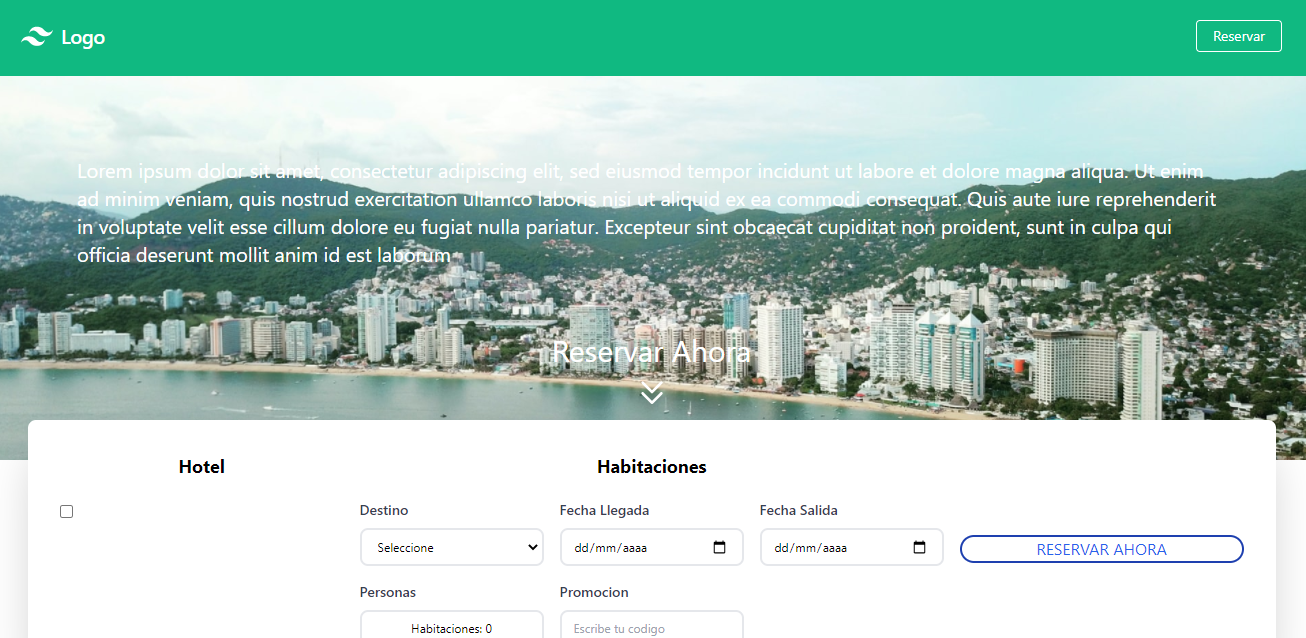 Logo
Reservar
Lorem ipsum dolor sit amet, consectetur adipiscing elit, sed eiusmod tempor incidunt ut labore et dolore magna aliqua. Ut enim
ad minim veniam, quis nostrud exercitation ullamco laboris nisi ut aliquid ex ea commodi consequat. Quis aute iure reprehenderit
in voluptate velit esse cillum dolore eu fugiat nulla pariatur. Excepteur sint obcaecat cupiditat non proident, sunt in culpa qui
officia deserunt mollit anim id est laborum
Reservar Ahora
Hotel
Habitaciones
Destino
Fecha Llegada
Fecha Salida
Seleccione
dd/mm/aaaa
dd/mm/aaaa
RESERVAR AHORA
Personas
Promocion
Habitaciones: 0
Escribe tu codigo